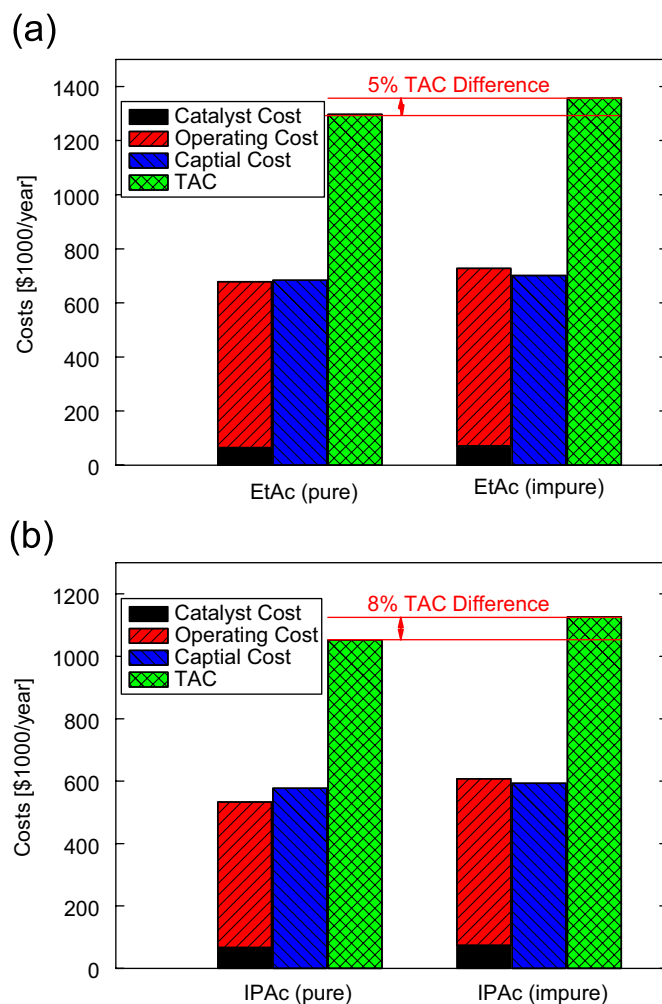 (a)
5% TAC Difference
Catalyst Cost
Operating Cost
Captial Cost
TAC
Costs [$1000/year]
1400
1200
1000
800
600
400
200
0
EtAc (pure)
EtAc (impure)
(b)
8% TAC Difference
Catalyst Cost
Operating Cost
Captial Cost
TAC
Costs [$1000/year]
1200
1000
800
600
400
200
0
IPAc (pure)
IPAc (impure)